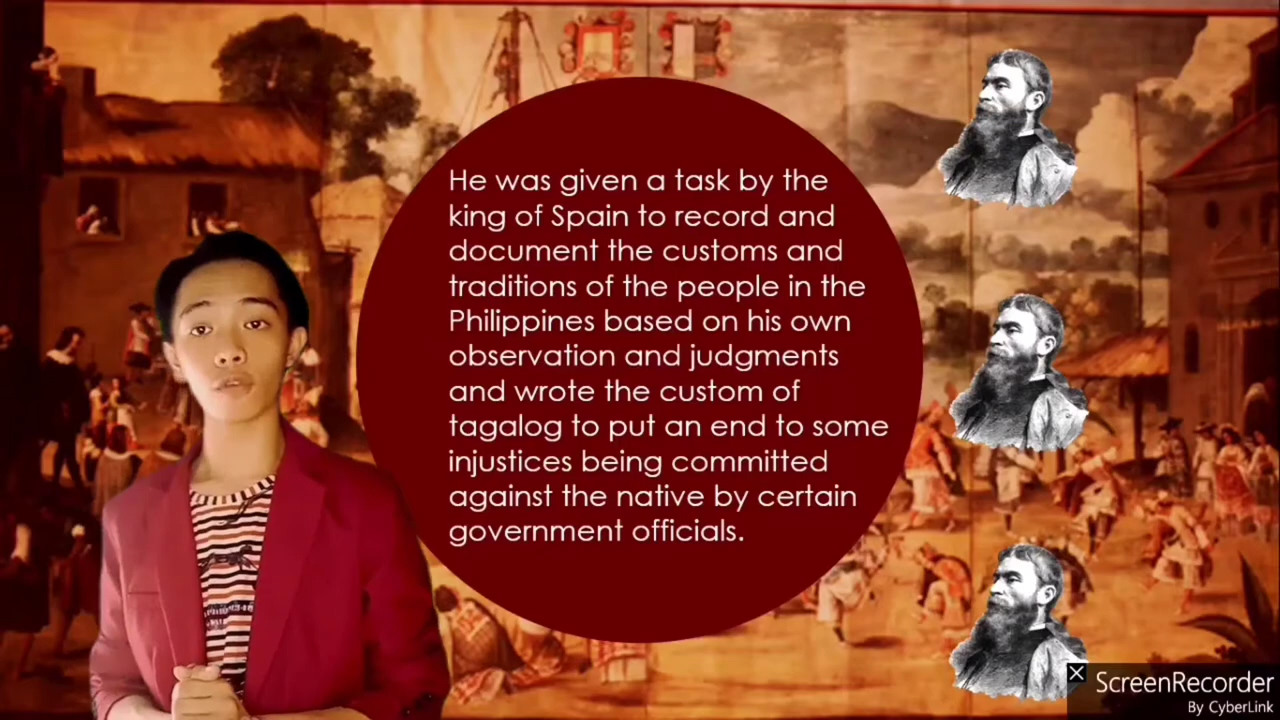 He was given a task by the
king of Spain to record and
document the customs and
traditions of the people in the
Philippines based on his own
observation and judgments
and wrote the custom of
tagalog to put an end to some
injustices being committed
against the native by certain
government officials.
ScreenRecorder
By CyberLink